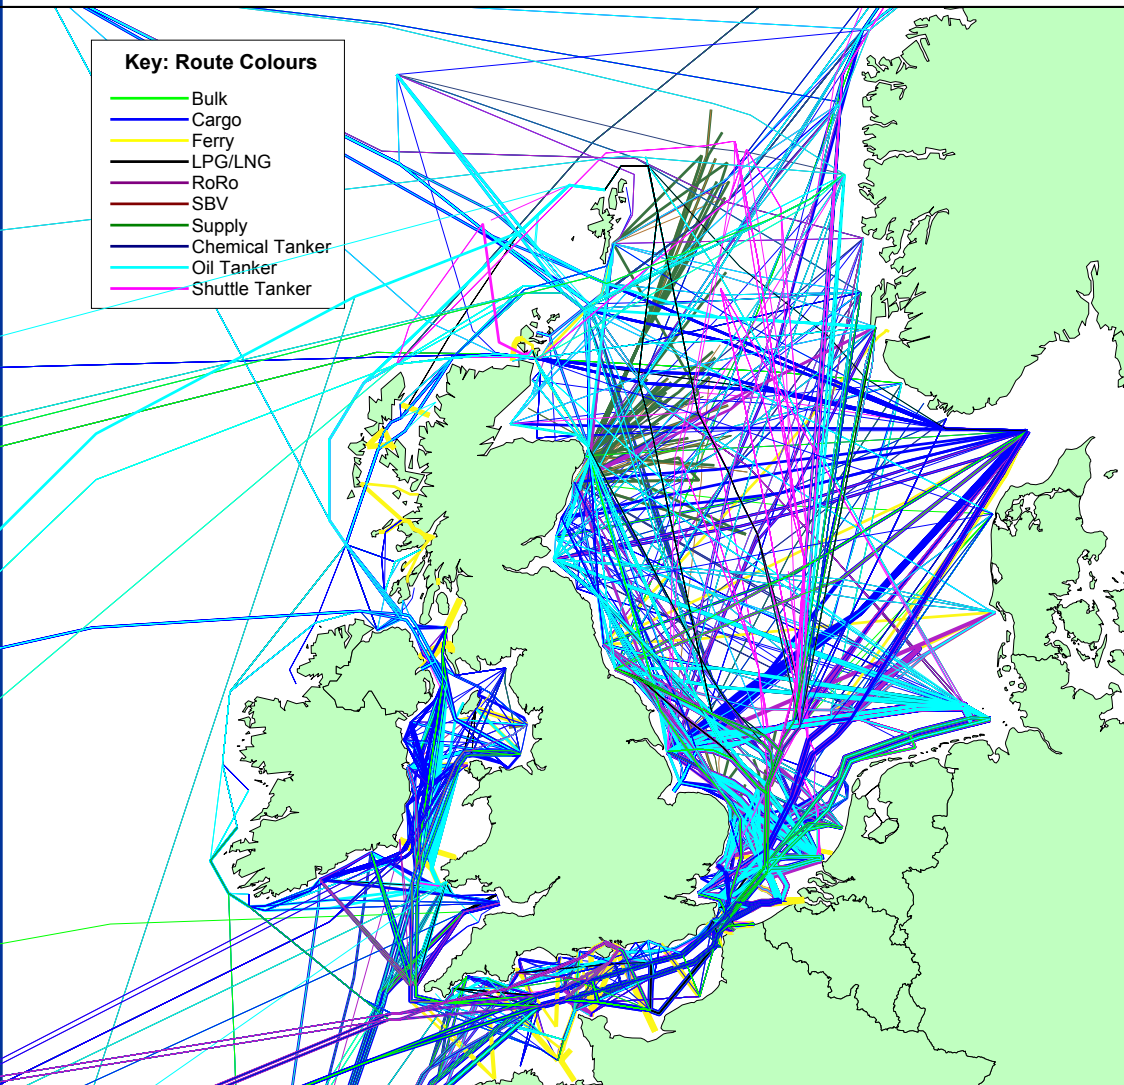 Key: Route Colours
Bulk
Cargo
Ferry
LPG/LNG
RoRo
SBV
Supply
Chemical Tanker
Oil Tanker
Shuttle Tanker